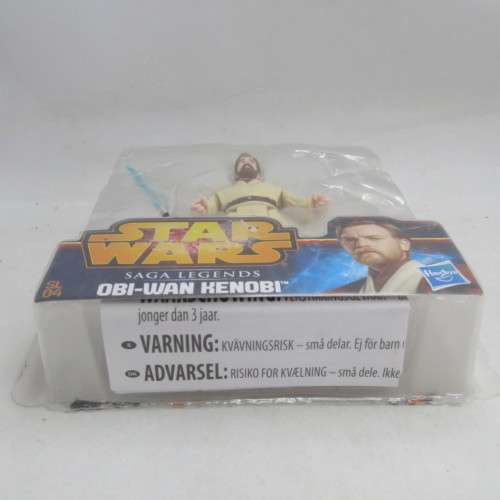 STAR
WARS
SAGA LEGENDS
OBI-WAN KENOBI™
SL
04
Hasbro
jonger dan 3 jaar.
VARNING: KVÄVNINGSRISK – små delar. Ej för barn
ADVARSEL: RISIKO FOR KVÆLNING – små dele. Ikke